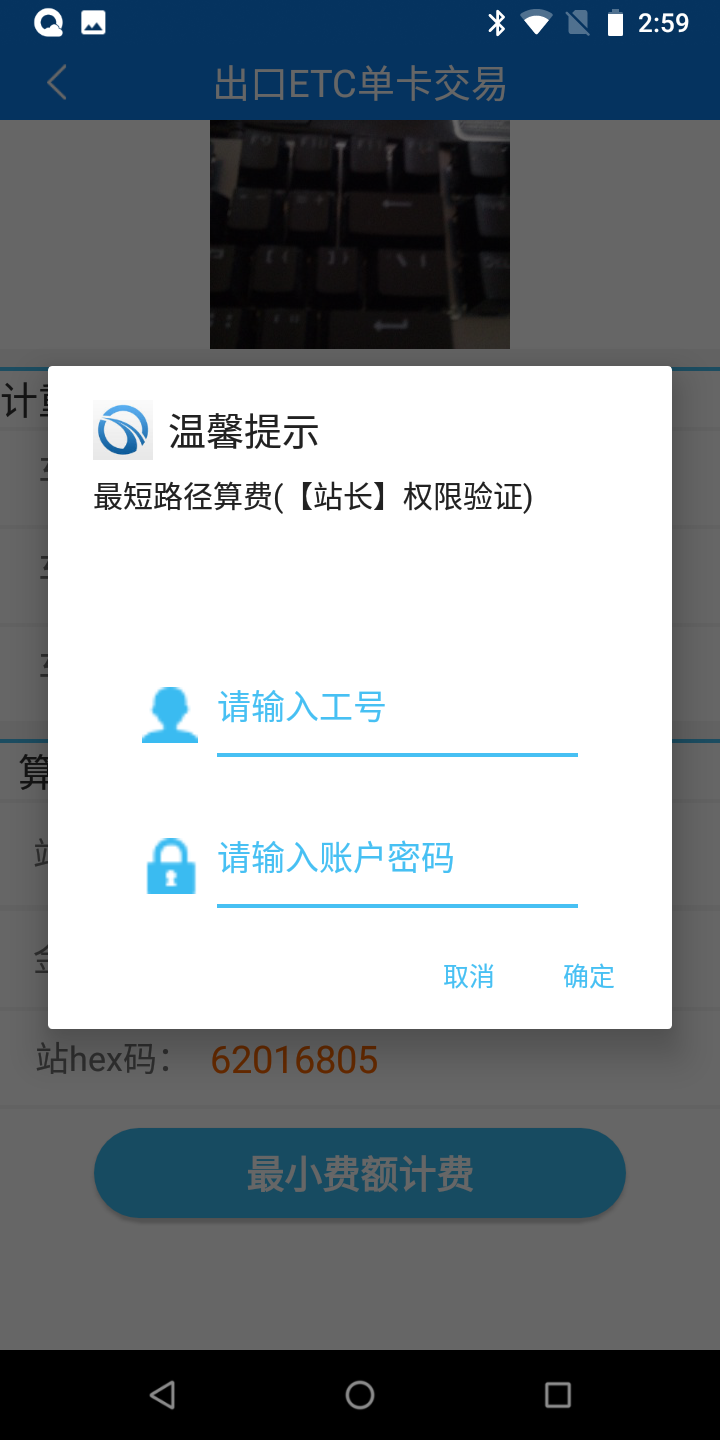 2:59
出口ETC单卡交易
计
温馨提示
最短路径算费(【站长】权限验证)
请输入工号
算
请输入账户密码
取消
确定
站hex码： 62016805
最小费额计费